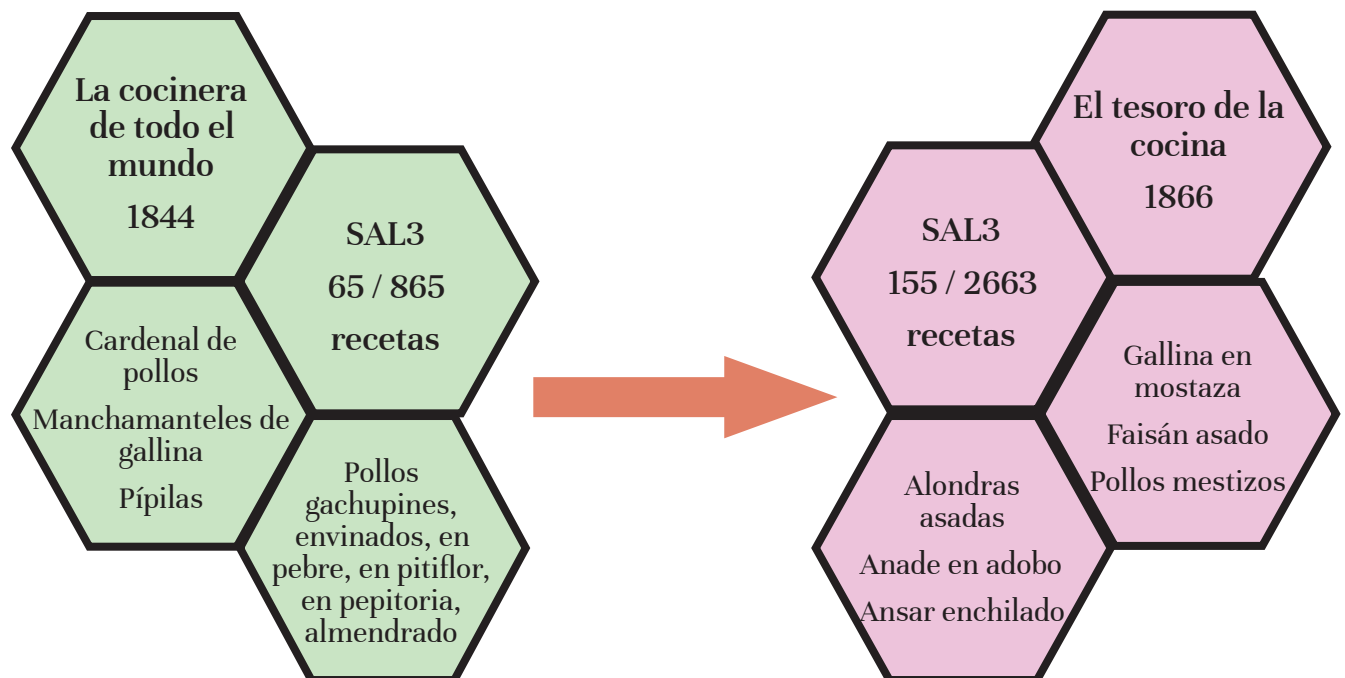 La cocinera
de todo el
mundo
1844
SAL3
65 / 865
recetas
Cardenal de
pollos
Manchamanteles de
gallina
Pípilas
Pollos
gachupines,
envinados, en
pebre, en pitiflor,
en pepitoria,
almendrado
El tesoro de la
cocina
1866
SAL3
155 / 2663
recetas
Gallina en
mostaza
Faisán asado
Pollos mestizos
Alondras
asadas
Anade en adobo
Ansar enchilado